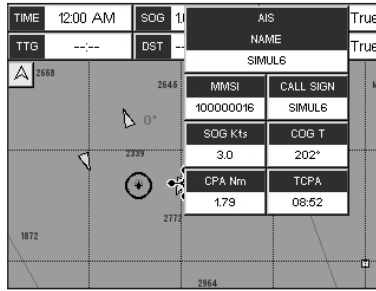 TIME 12:00 AM SOG 1.
AIS
True
NAME
TTG --:-- DST --
True
SIMUL6
A 2668
2646
MMSI CALL SIGN
100000016 SIMUL6
0°
SOG Kts COG T
2339
3.0 202°
CPA Nm TCPA
1.79 08:52
2772
1872
2964